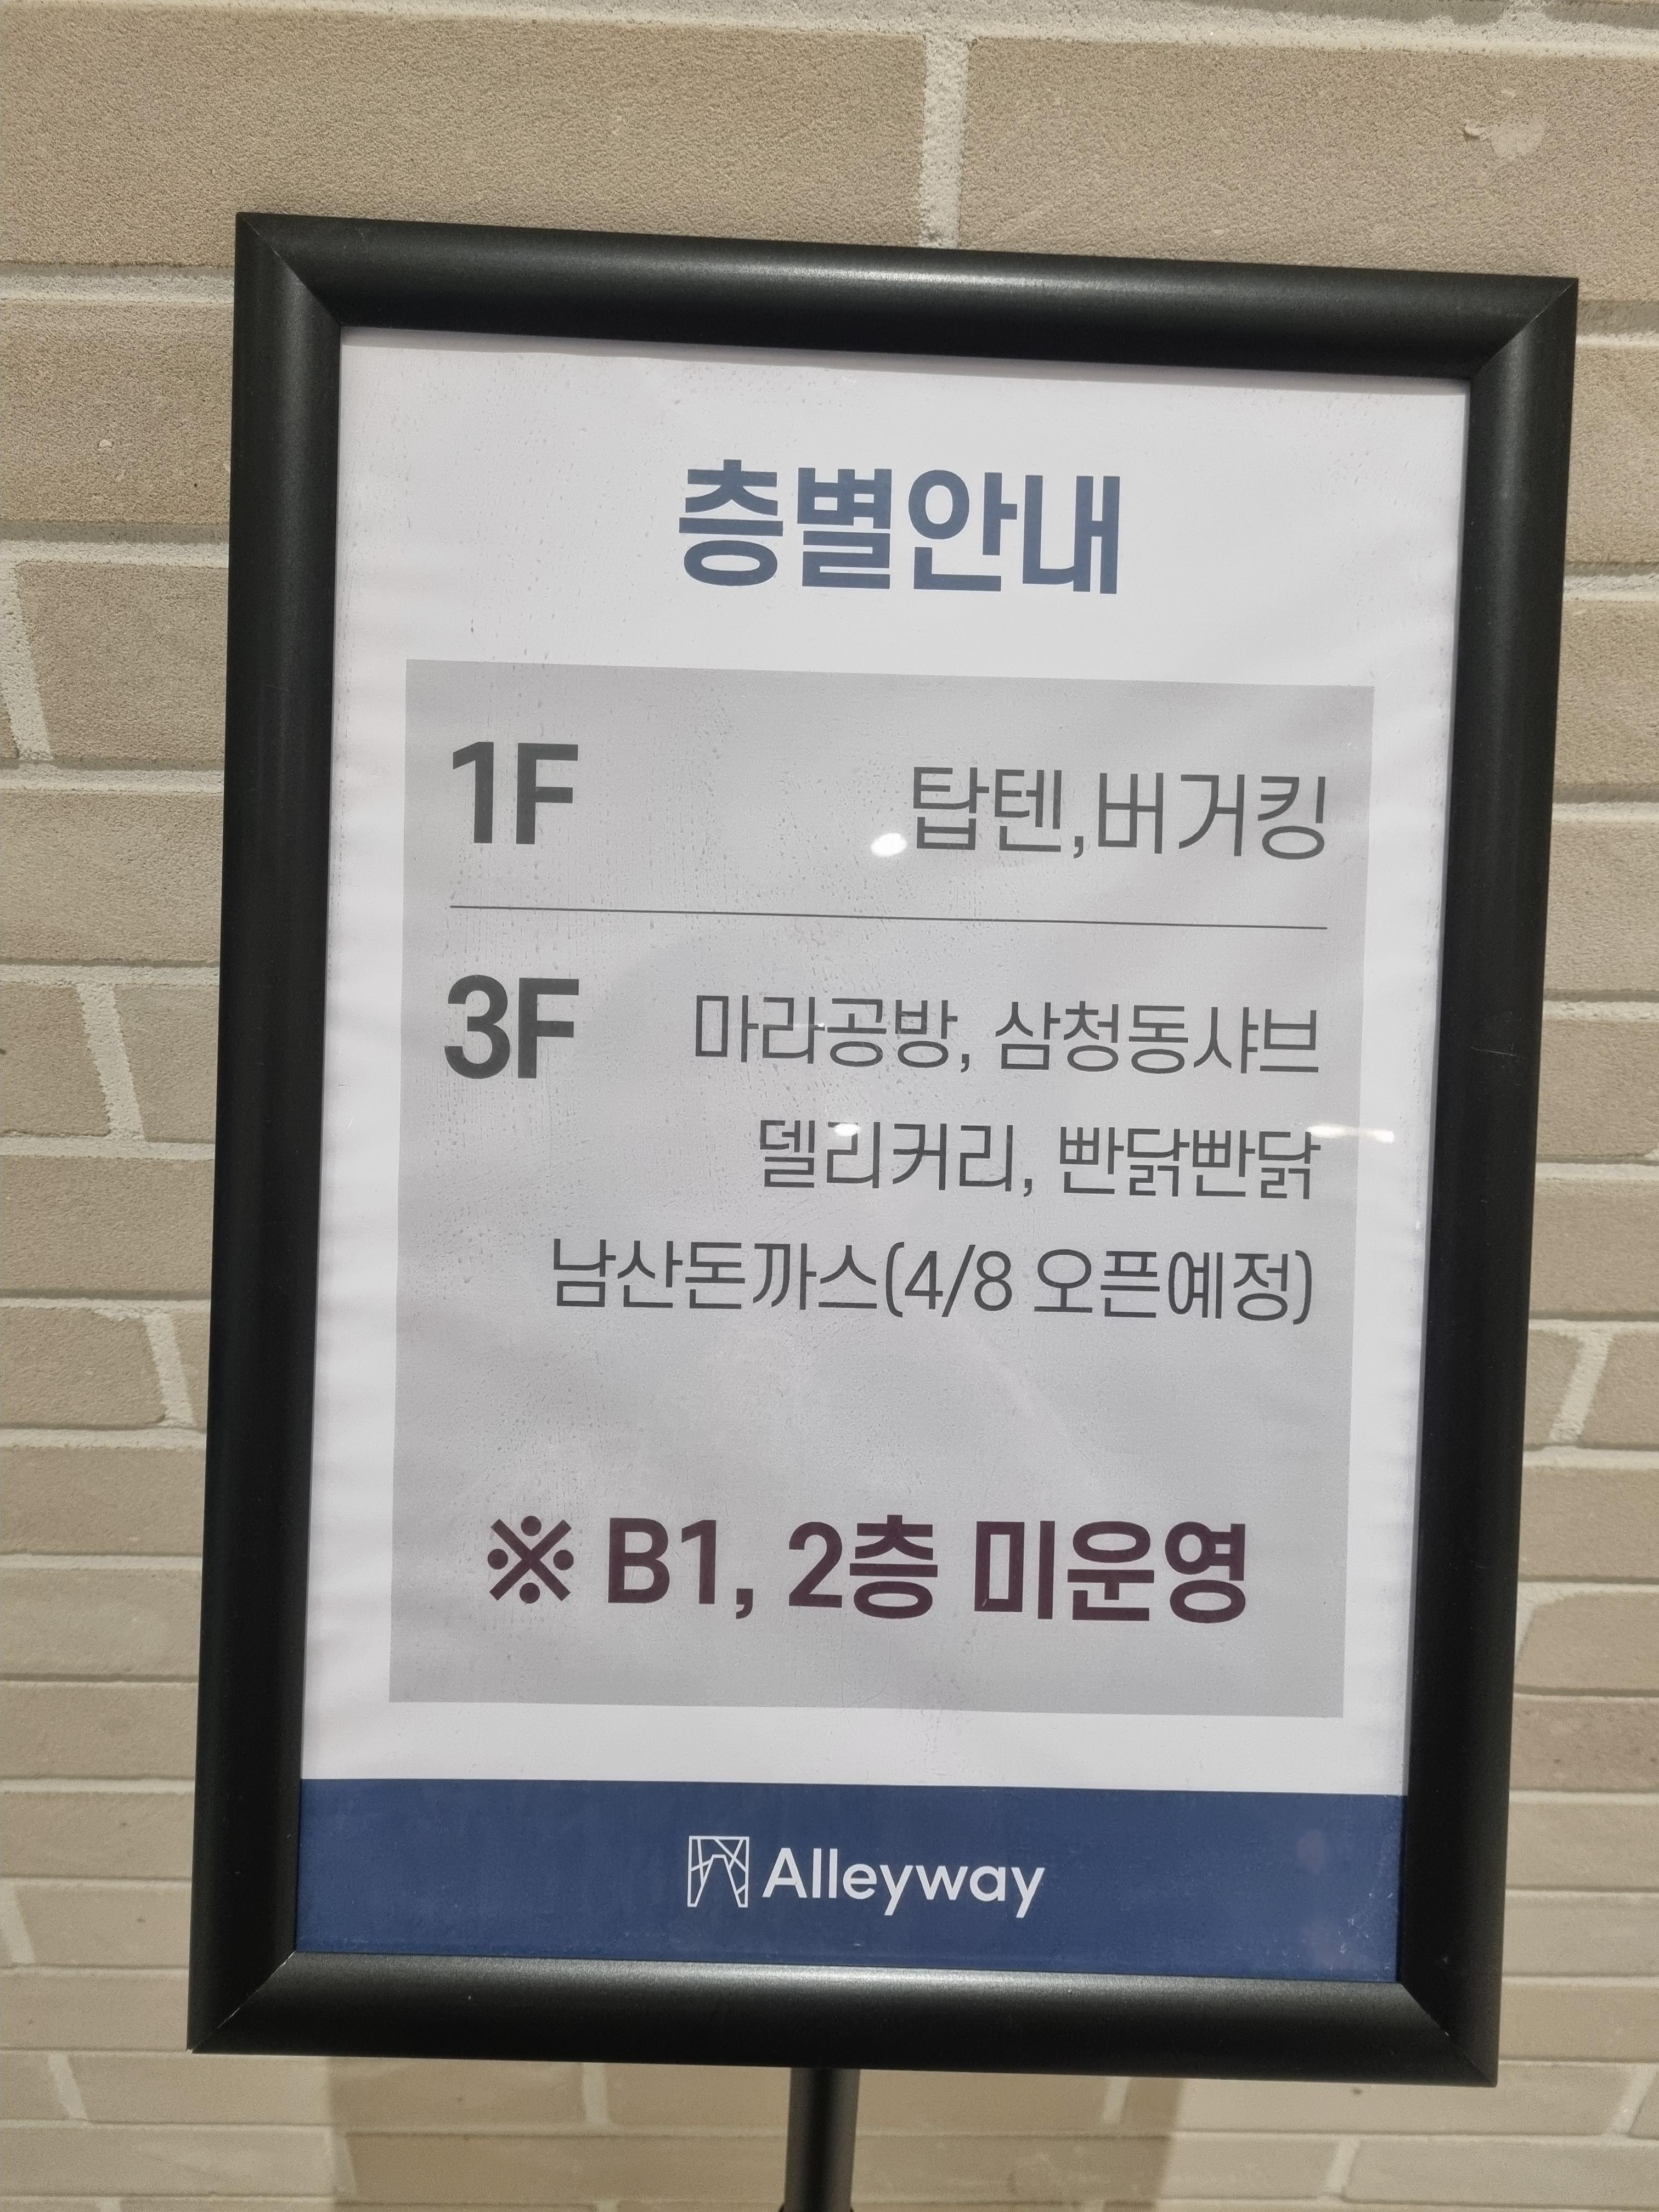 층별안내
1F 탑텐,버거킹
3F 마라공방, 삼청동샤브
델리커리, 빤닭빤닭
남산돈까스(4/8 오픈예정)
※ B1, 2층 미운영
Alleyway